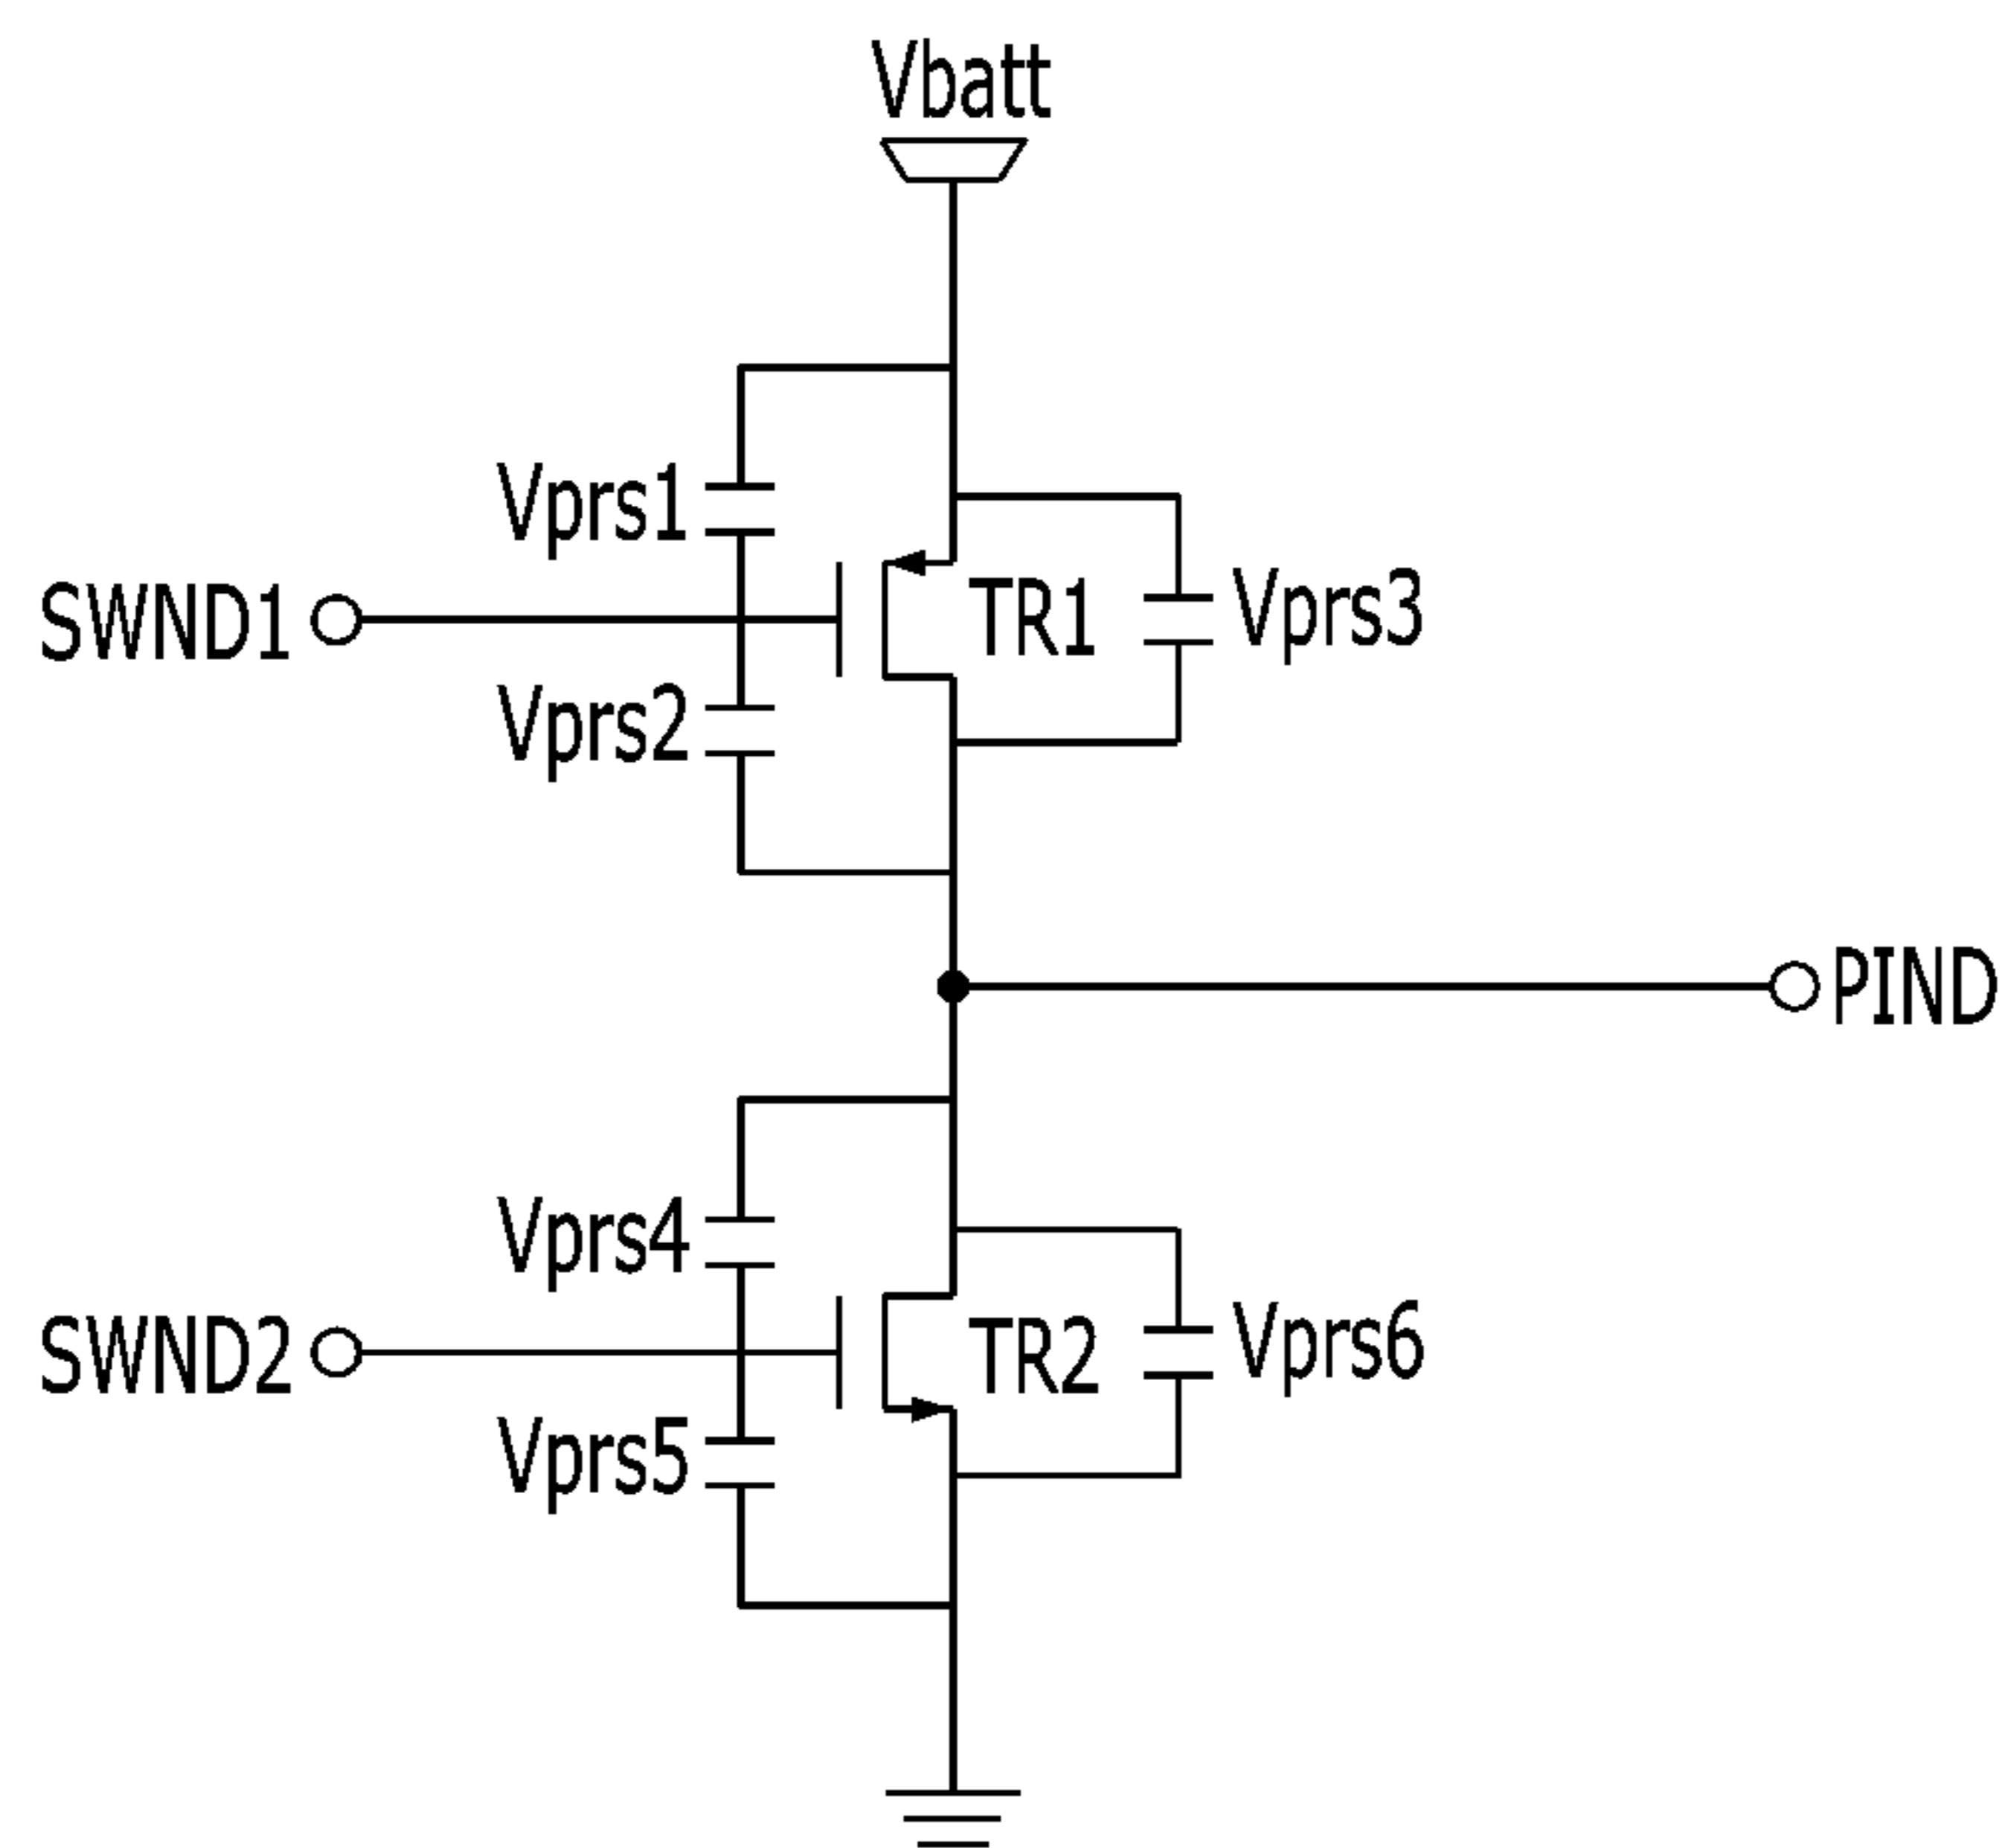 Vbatt
Vprs1
SWND1
TR1
Vprs3
Vprs2
PIND
Vprs4
SWND2
TR2
Vprs6
Vprs5